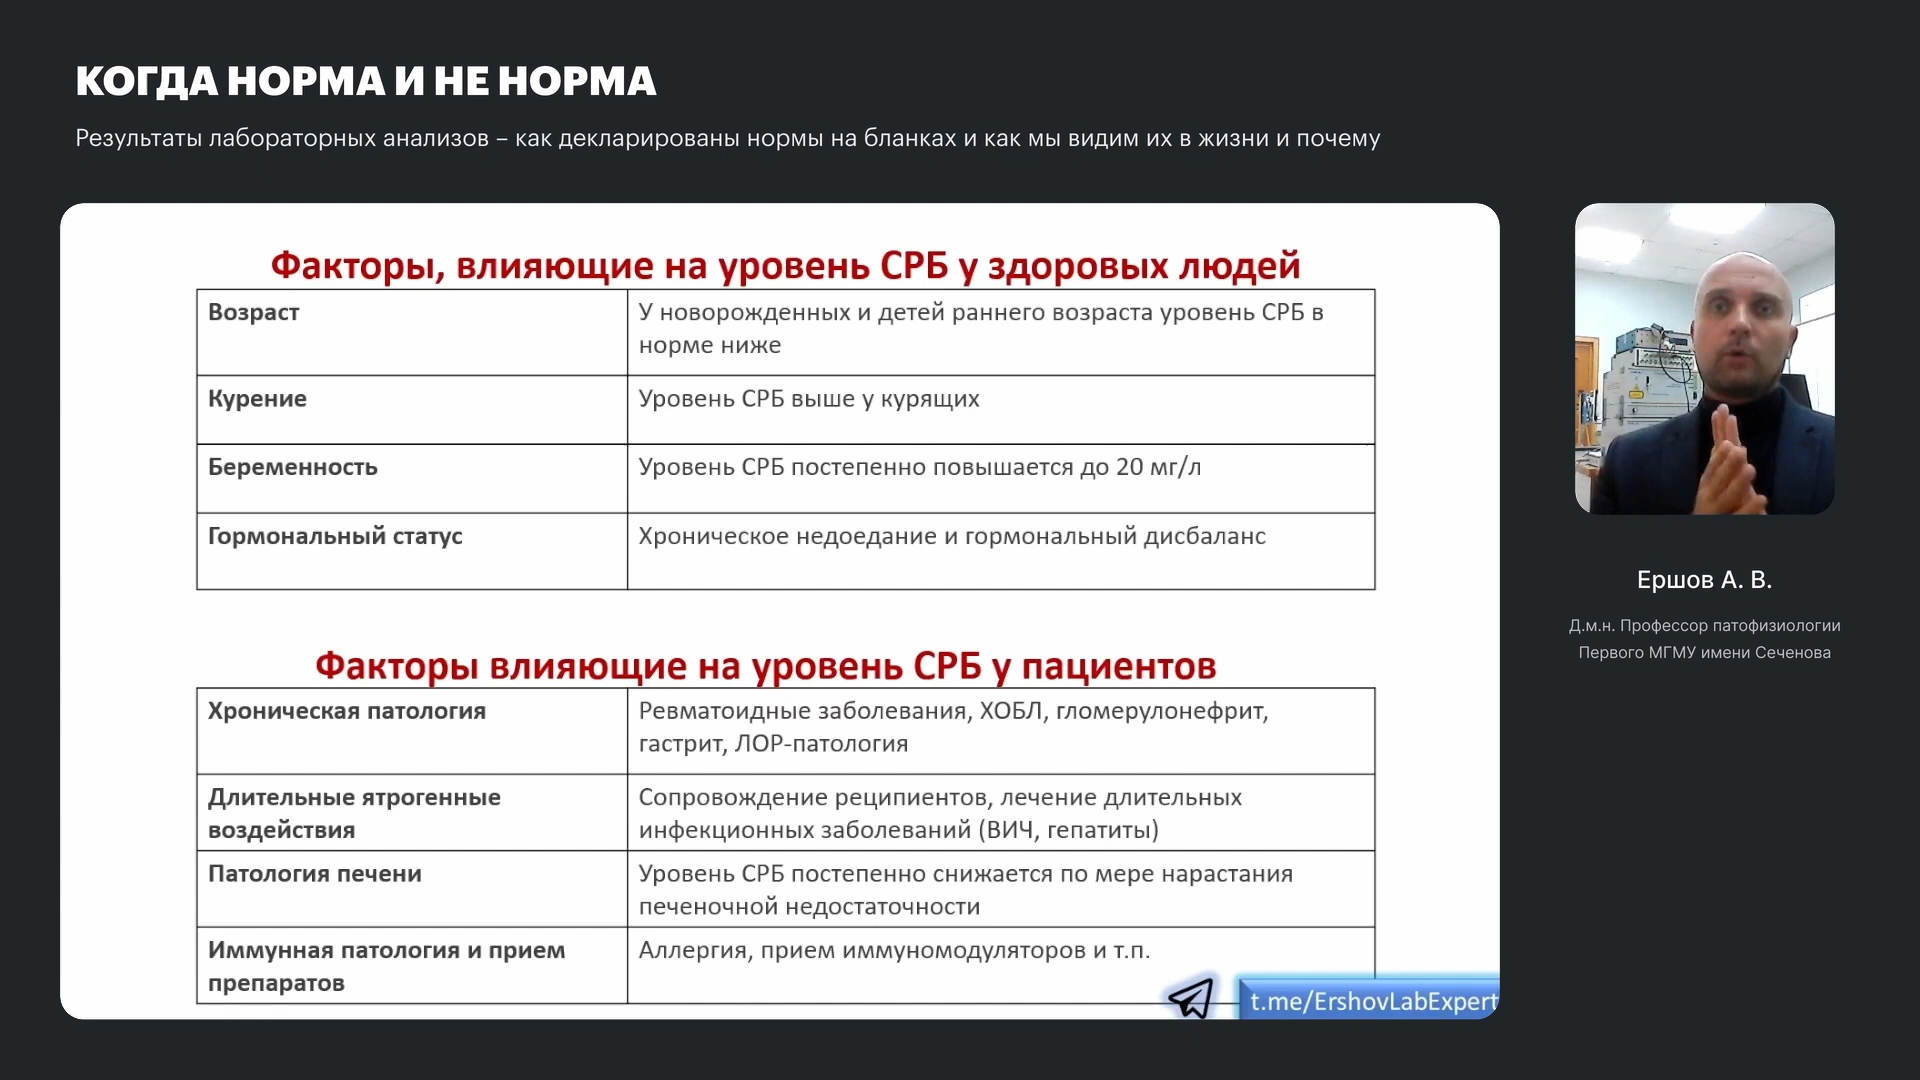 КОГДА НОРМА И НЕ НОРМА
Результаты лабораторных анализов – как декларированы нормы на бланках и как мы видим их в жизни и почему
Факторы, влияющие на уровень СРБ у здоровых людей
Возраст
У новорожденных и детей раннего возраста уровень СРБ в
норме ниже
Курение
Уровень СРБ выше у курящих
Беременность
Уровень СРБ постепенно повышается до 20 мг/л
Гормональный статус
Хроническое недоедание и гормональный дисбаланс
Факторы влияющие на уровень СРБ у пациентов
Хроническая патология
Ревматоидные заболевания, ХОБЛ, гломерулонефрит,
гастрит, ЛОР-патология
Длительные ятрогенные
воздействия
Сопровождение реципиентов, лечение длительных
инфекционных заболеваний (ВИЧ, гепатиты)
Патология печени
Уровень СРБ постепенно снижается по мере нарастания
печеночной недостаточности
Иммунная патология и прием
препаратов
Аллергия, прием иммуномодуляторов и т.п.
t.me/ErshovLabExpert
Ершов А. В.
Д.м.н. Профессор патофизиологии
Первого МГМУ имени Сеченова